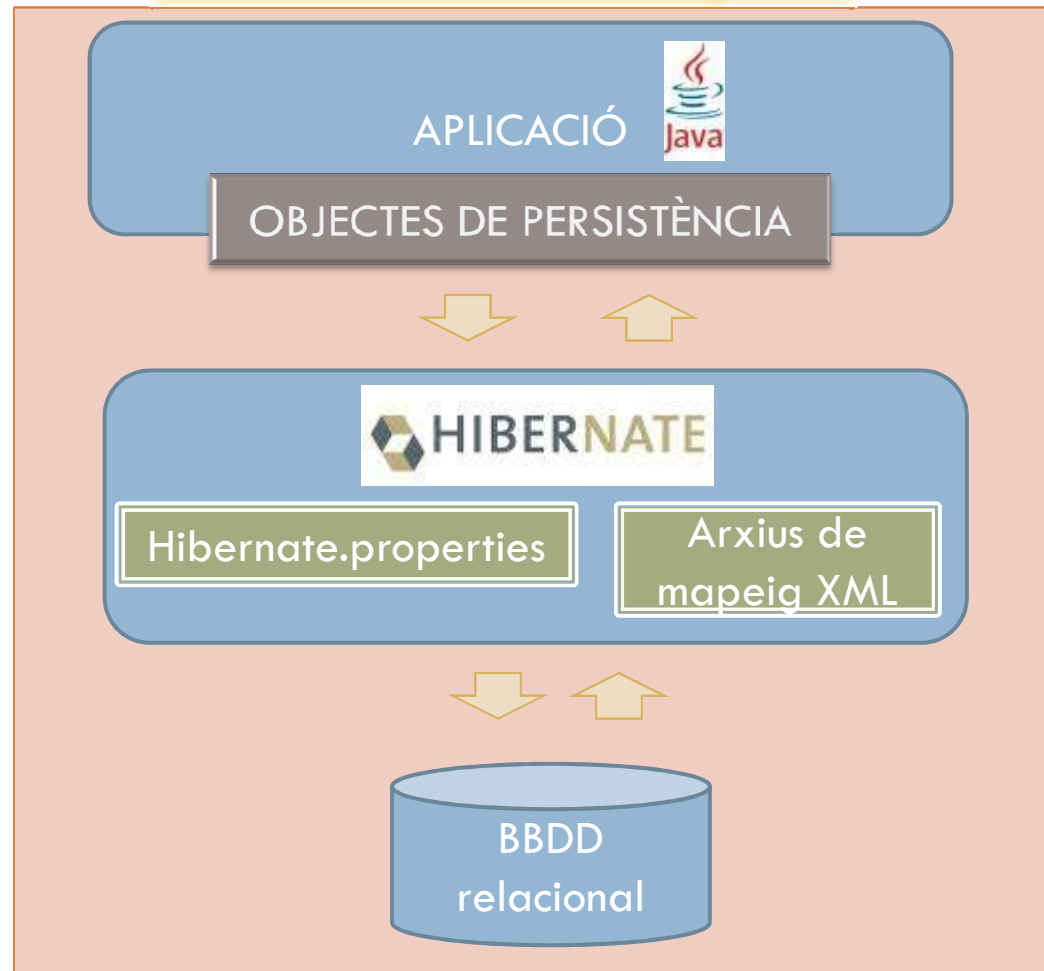 APLICACIÓ
Java
OBJECTES DE PERSISTÈNCIA
HIBERNATE
Hibernate.properties
Arxius de
mapeig XML
BBDD
relacional